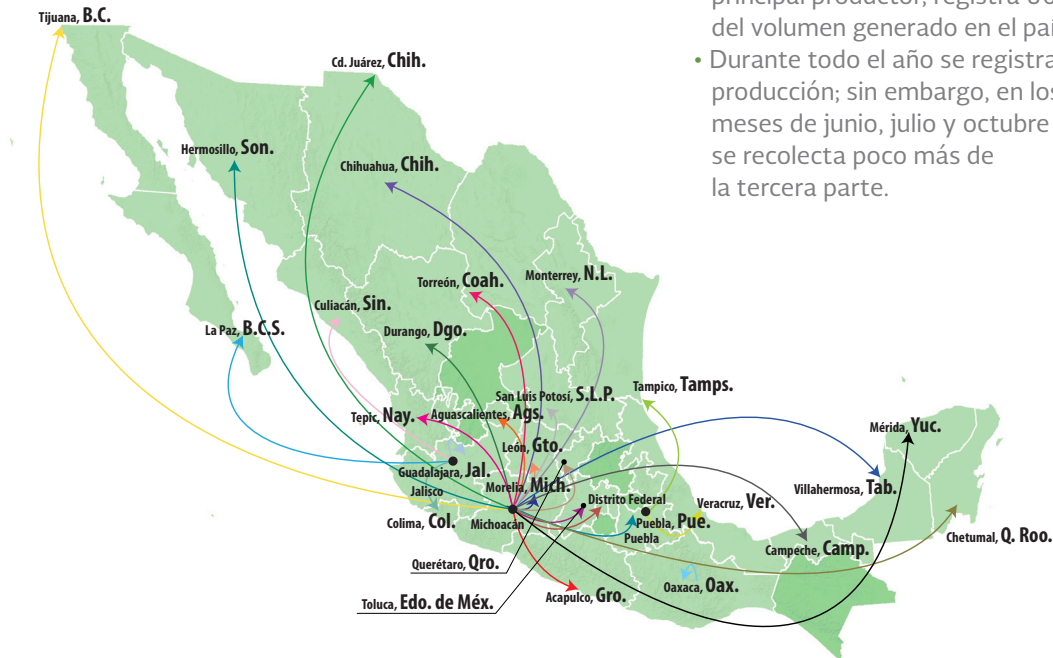 principal productor, registra
del volumen generado en el país
• Durante todo el año se registra
producción; sin embargo, en los
meses de junio, julio y octubre
se recolecta poco más de
la tercera parte.
Tijuana, B.C.
Cd. Juárez, Chih.
Hermosillo, Son.
Chihuahua, Chih.
Monterrey, N.L.
Torreón, Coah.
Culiacán, Sin.
La Paz, B.C.S.
Durango, Dgo.
Tampico, Tamps.
San Luis Potosí, S.L.P.
Tepic, Nay.
Aguascalientes, Ags.
Mérida, Yuc.
León, Gto.
Guadalajara, Jal.
Jalisco
Morelia, Mich.
Villahermosa, Tab.
Distrito Federal
Veracruz, Ver.
Colima, Col.
Michoacán
Puebla, Pue.
Puebla
Chetumal, Q. Roo.
Campeche, Camp.
Querétaro, Qro.
Oaxaca, Oax.
Toluca, Edo. de Méx.
Acapulco, Gro.